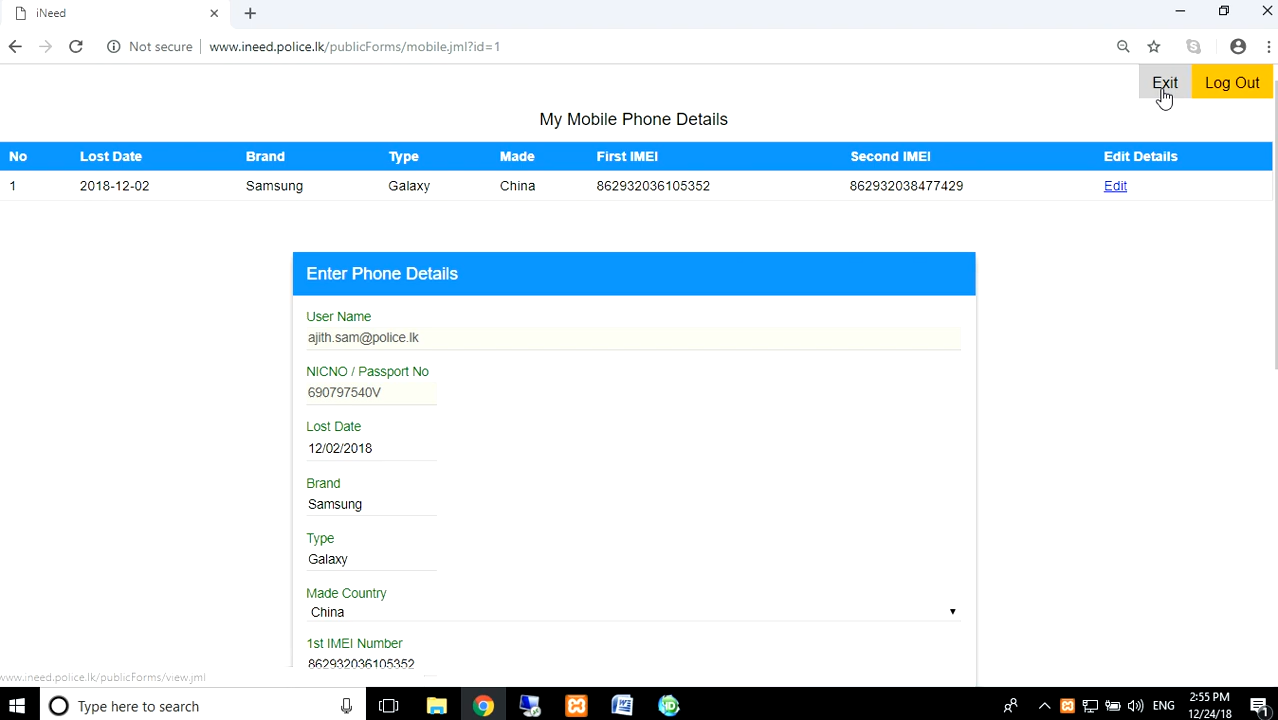 iNeed
Not secure
www.ineed.police.lk/publicForms/mobile.jml?id=1
Exit
Log Out
My Mobile Phone Details
No Lost Date Brand Type Made First IMEI Second IMEI Edit Details
1 2018-12-02 Samsung Galaxy China 862932036105352 862932038477429 Edit
Enter Phone Details
User Name
ajith.sam@police.lk
NICNO / Passport No
690797540V
Lost Date
12/02/2018
Brand
Samsung
Type
Galaxy
Made Country
China
1st IMEI Number
862932036105352
www.ineed.police.lk/publicForms/view.jml
Type here to search
ENG
2:55 PM
12/24/18
1